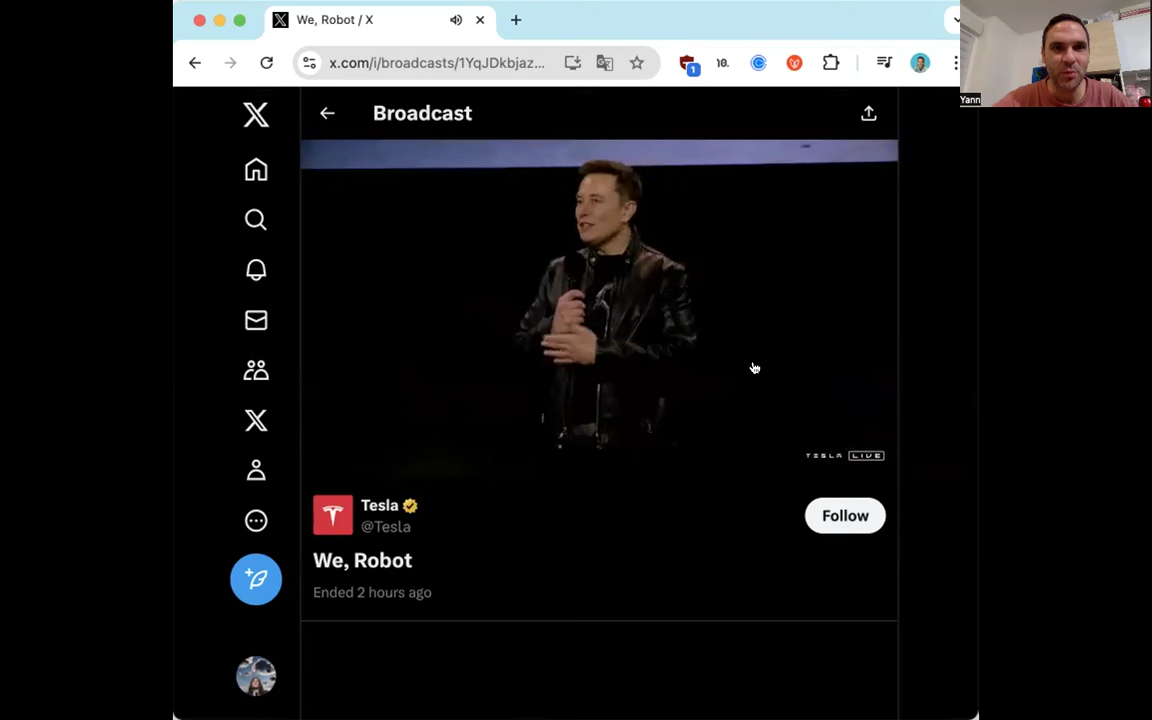 We, Robot / X
x.com/i/broadcasts/1YqJDkbjaz...
1
10.
Yann
Broadcast
TESLA LIVE
Tesla
@Tesla
Follow
We, Robot
Ended 2 hours ago